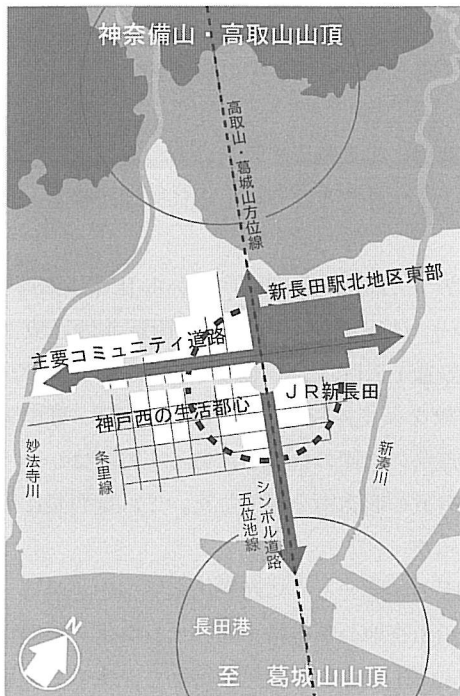 神奈備山・高取山山頂
高取山・葛城山方位線
新長田駅北地区東部
主要コミュニティ道路
JR新長田
神戸西の生活都心
妙法寺川
条里線
新湊川
シンボル道路
五位池線
長田港
至 葛城山山頂
N